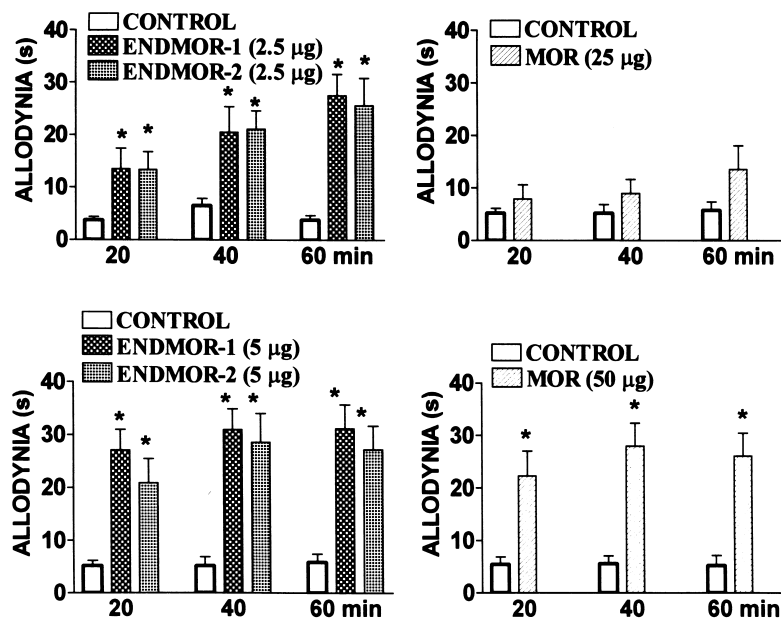 CONTROL
ENDMOR-1 (2.5 µg)
ENDMOR-2 (2.5 µg)
ALLODYNIA (s)
40
30
20
10
0
* * * * * *
20 40 60 min
CONTROL
MOR (25 µg)
ALLODYNIA (s)
40
30
20
10
0
20 40 60 min
CONTROL
ENDMOR-1 (5 µg)
ENDMOR-2 (5 µg)
ALLODYNIA (s)
40
30
20
10
0
* * * * * *
20 40 60 min
CONTROL
MOR (50 µg)
ALLODYNIA (s)
40
30
20
10
0
* * *
20 40 60 min